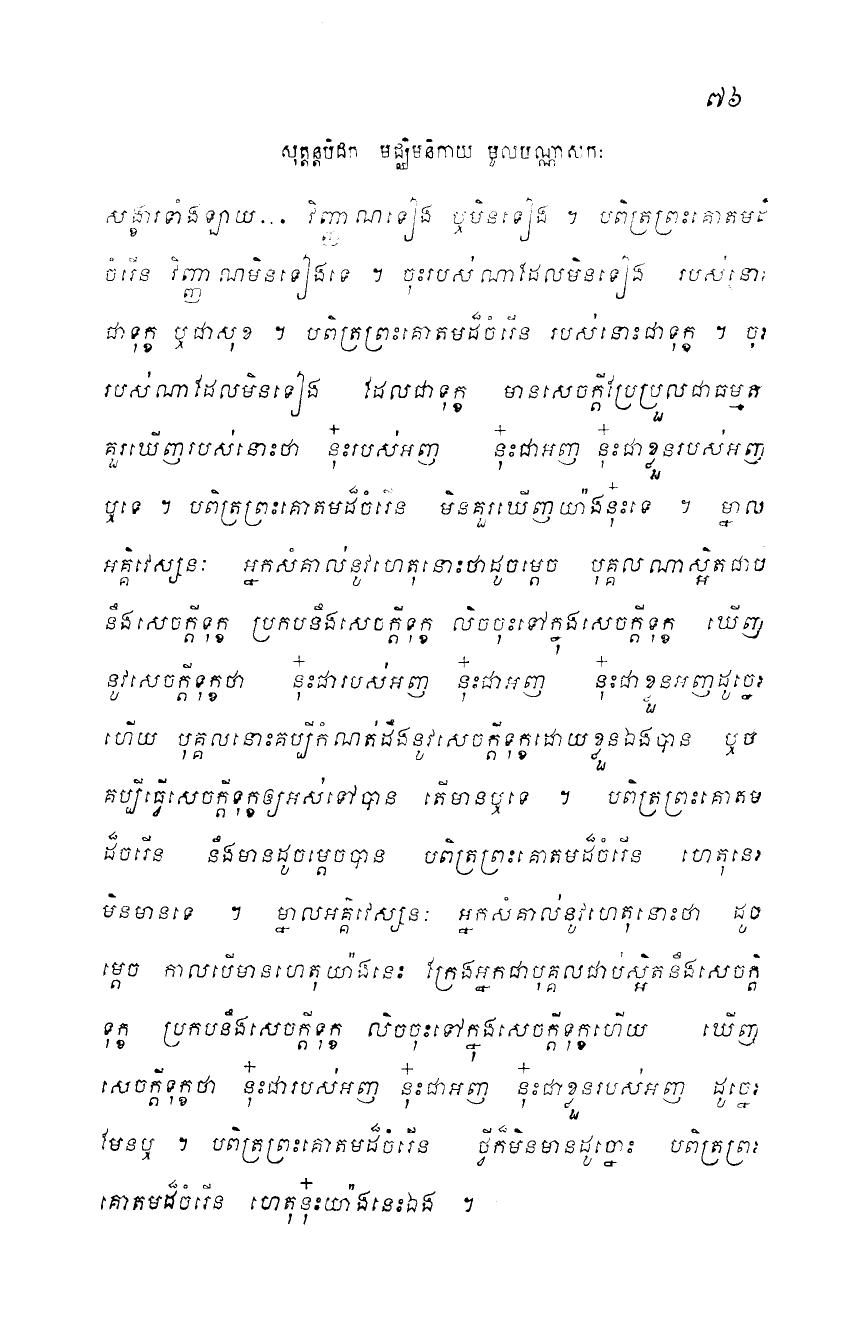 ៧៦
សុត្តន្តបិដក មជ្ឈិមនិកាយ មូលបណ្ណាសកៈ
សង្ខារទាំងឡាយ... វិញ្ញាណទៀង ឬមិនទៀង ។ បពិត្រព្រះគោតមដ៏
ចំរើន វិញ្ញាណមិនទៀងទេ ។ ចុះរបស់ណាដែលមិនទៀង របស់នោះ
ជាទុក្ខ ឬជាសុខ ។ បពិត្រព្រះគោតមដ៏ចំរើន របស់នោះជាទុក្ខ ។ ចុះ
របស់ណាដែលមិនទៀង ដែលជាទុក្ខ មានសេចក្តីប្រែប្រួលជាធម្មតា
គួរឃើញរបស់នោះថា នុ៎ះរបស់អញ នុ៎ះជាអញ នុ៎ះជាខ្លួនរបស់អញ
ឬទេ ។ បពិត្រព្រះគោតមដ៏ចំរើន មិនគួរឃើញយ៉ាងនុ៎ះទេ ។ ម្នាល
អគ្គិវេស្សនៈ អ្នកសំគាល់នូវហេតុនោះថាដូចម្តេច បុគ្គលណាស្អិតជាប់
នឹងសេចក្តីទុក្ខ ប្រកបនឹងសេចក្តីទុក្ខ លិចចុះទៅក្នុងសេចក្តីទុក្ខ ឃើញ
នូវសេចក្តីទុក្ខថា នុ៎ះជារបស់អញ នុ៎ះជាអញ នុ៎ះជាខ្លួនអញដូច្នេះ
ហើយ បុគ្គលនោះគប្បីកំណត់ដឹងនូវសេចក្តីទុក្ខដោយខ្លួនឯងបាន ឬថា
គប្បីធ្វើសេចក្តីទុក្ខឲ្យអស់ទៅបាន តើមានឬទេ ។ បពិត្រព្រះគោតម
ដ៏ចរើន នឹងមានដូចម្តេចបាន បពិត្រព្រះគោតមដ៏ចំរើន ហេតុនេះ
មិនមានទេ ។ ម្នាលអគ្គិវេស្សនៈ អ្នកសំគាល់នូវហេតុនោះថា ដូច
ម្តេច កាលបើមានហេតុយ៉ាងនេះ ក្រែងអ្នកជាបុគ្គលជាប់ស្អិតនឹងសេចក្តី
ទុក្ខ ប្រកបនឹងសេចក្តីទុក្ខ លិចចុះទៅក្នុងសេចក្តីទុក្ខហើយ ឃើញ
សេចក្តីទុក្ខថា នុ៎ះជារបស់អញ នុ៎ះជាអញ នុ៎ះជាខ្លួនរបស់អញ ដូច្នេះ
មែនឬ ។ បពិត្រព្រះគោតមដ៏ចំរើន ធ្វីក៏មិនមានដូច្នោះ បពិត្រព្រះ
គោតមដ៏ចំរើន ហេតុនុ៎ះយ៉ាងនេះឯង ។